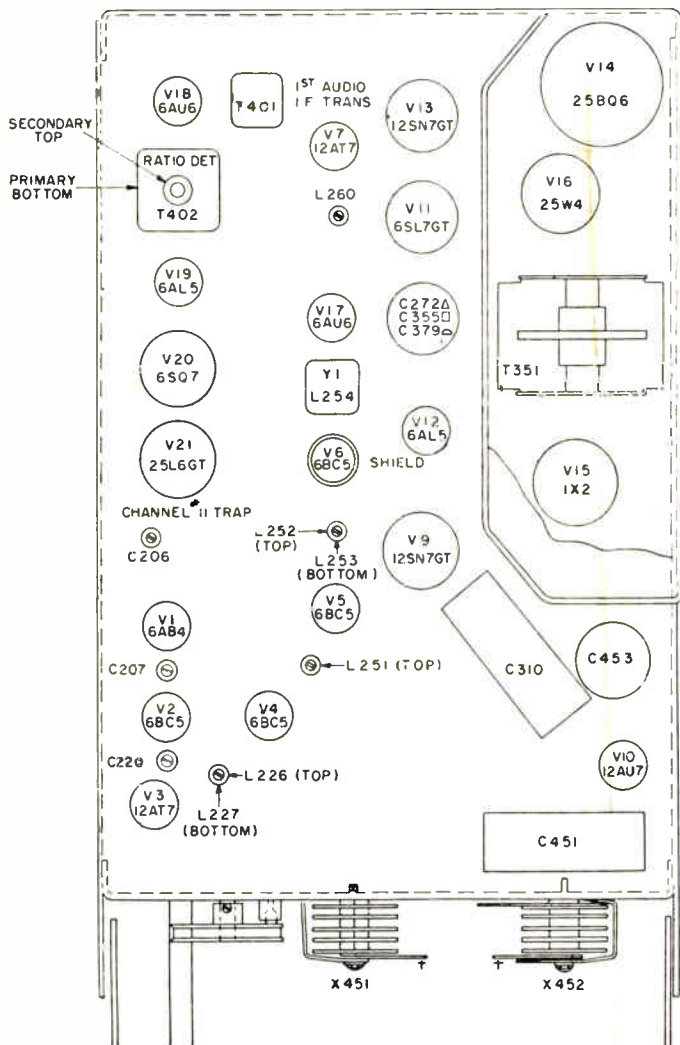 V18
6AU6
T401
1ST AUDIO
I F TRANS
V13
12SN7GT
V14
25BQ6
SECONDARY
TOP
V7
12AT7
RATIO DET
PRIMARY
BOTTOM
T402
L260
V11
6SL7GT
V16
25W4
V19
6AL5
V17
6AU6
C272△
C355□
C379⌓
V20
6SQ7
Y1
L254
T351
V12
6AL5
V21
25L6GT
V6
6BC5
SHIELD
V15
1X2
CHANNEL 11 TRAP
C206
L252
(TOP)
L253
(BOTTOM)
V9
12SN7GT
V5
6BC5
V1
6AB4
C207
L251 (TOP)
C310
C453
V2
6BC5
V4
6BC5
C220
V10
12AU7
V3
12AT7
L226 (TOP)
L227
(BOTTOM)
C451
X451
X452